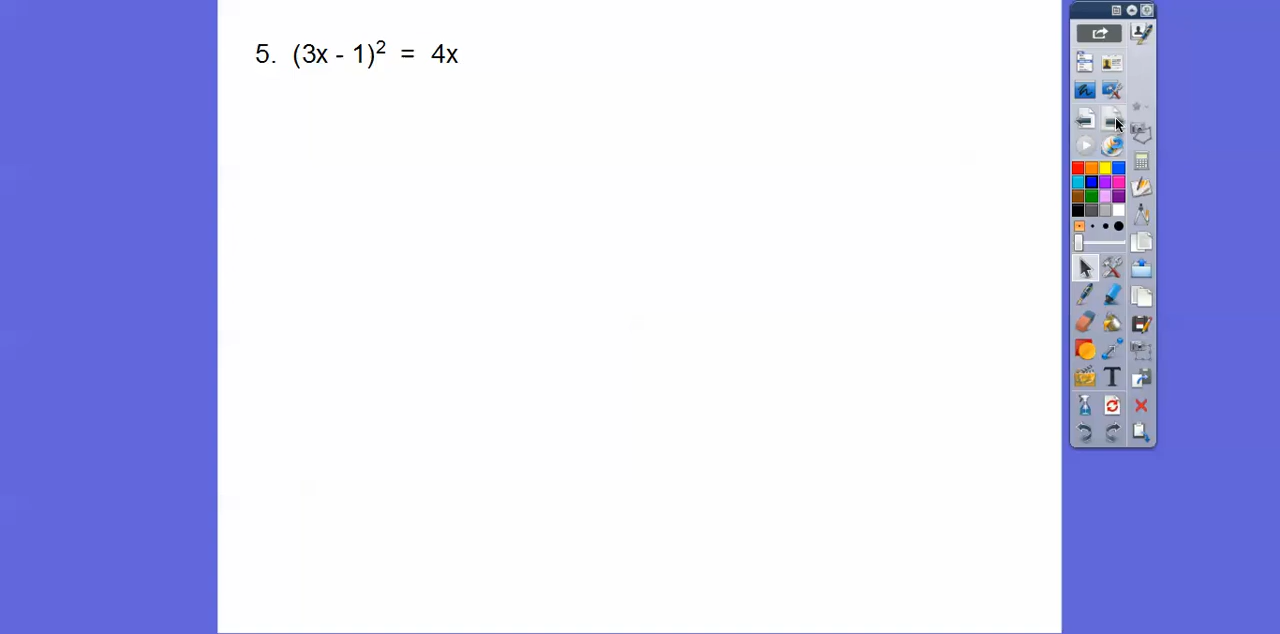 5. (3x - 1)² = 4x
T